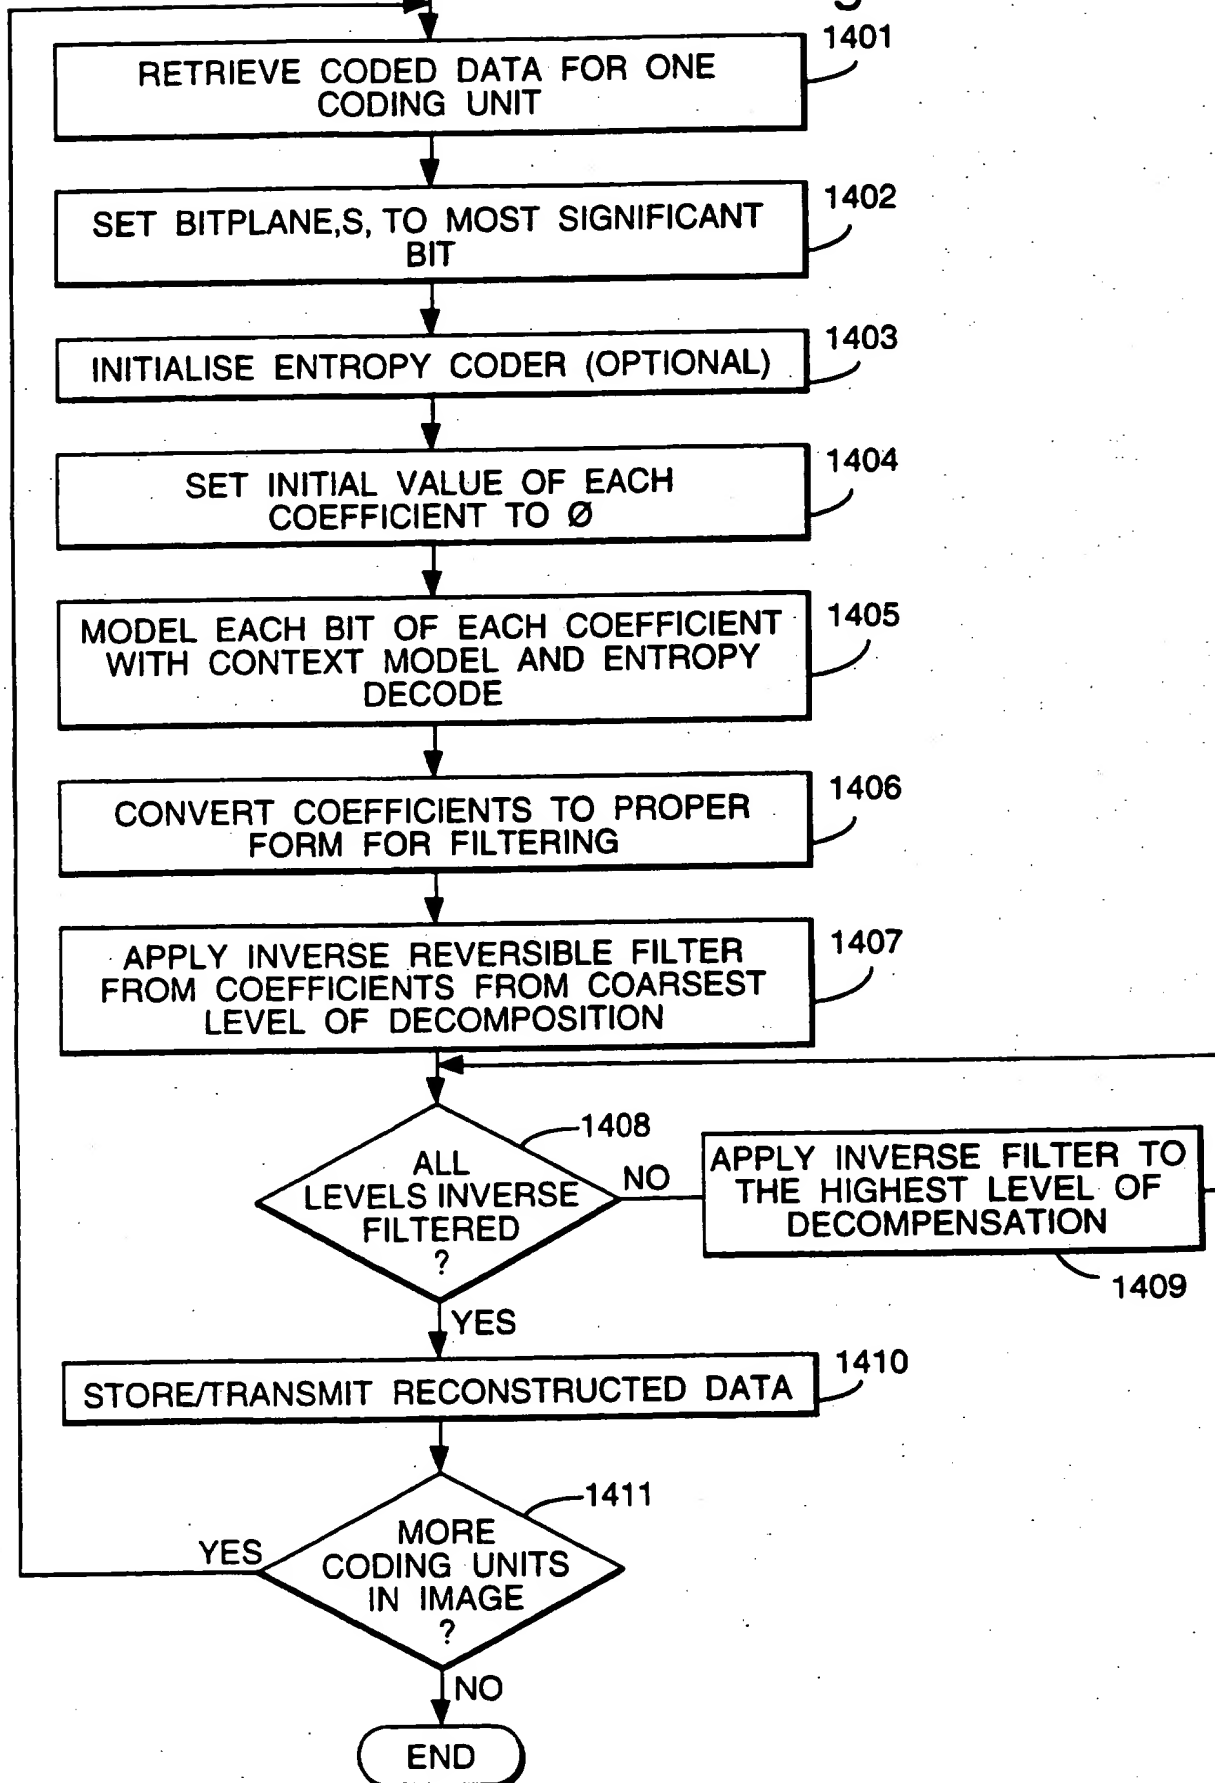 1401
RETRIEVE CODED DATA FOR ONE
CODING UNIT
1402
SET BITPLANE,S, TO MOST SIGNIFICANT
BIT
1403
INITIALISE ENTROPY CODER (OPTIONAL)
1404
SET INITIAL VALUE OF EACH
COEFFICIENT TO Ø
1405
MODEL EACH BIT OF EACH COEFFICIENT
WITH CONTEXT MODEL AND ENTROPY
DECODE
1406
CONVERT COEFFICIENTS TO PROPER
FORM FOR FILTERING
1407
APPLY INVERSE REVERSIBLE FILTER
FROM COEFFICIENTS FROM COARSEST
LEVEL OF DECOMPOSITION
1408
ALL
LEVELS INVERSE
FILTERED
?
NO
APPLY INVERSE FILTER TO
THE HIGHEST LEVEL OF
DECOMPENSATION
1409
YES
1410
STORE/TRANSMIT RECONSTRUCTED DATA
1411
MORE
CODING UNITS
IN IMAGE
?
YES
NO
END